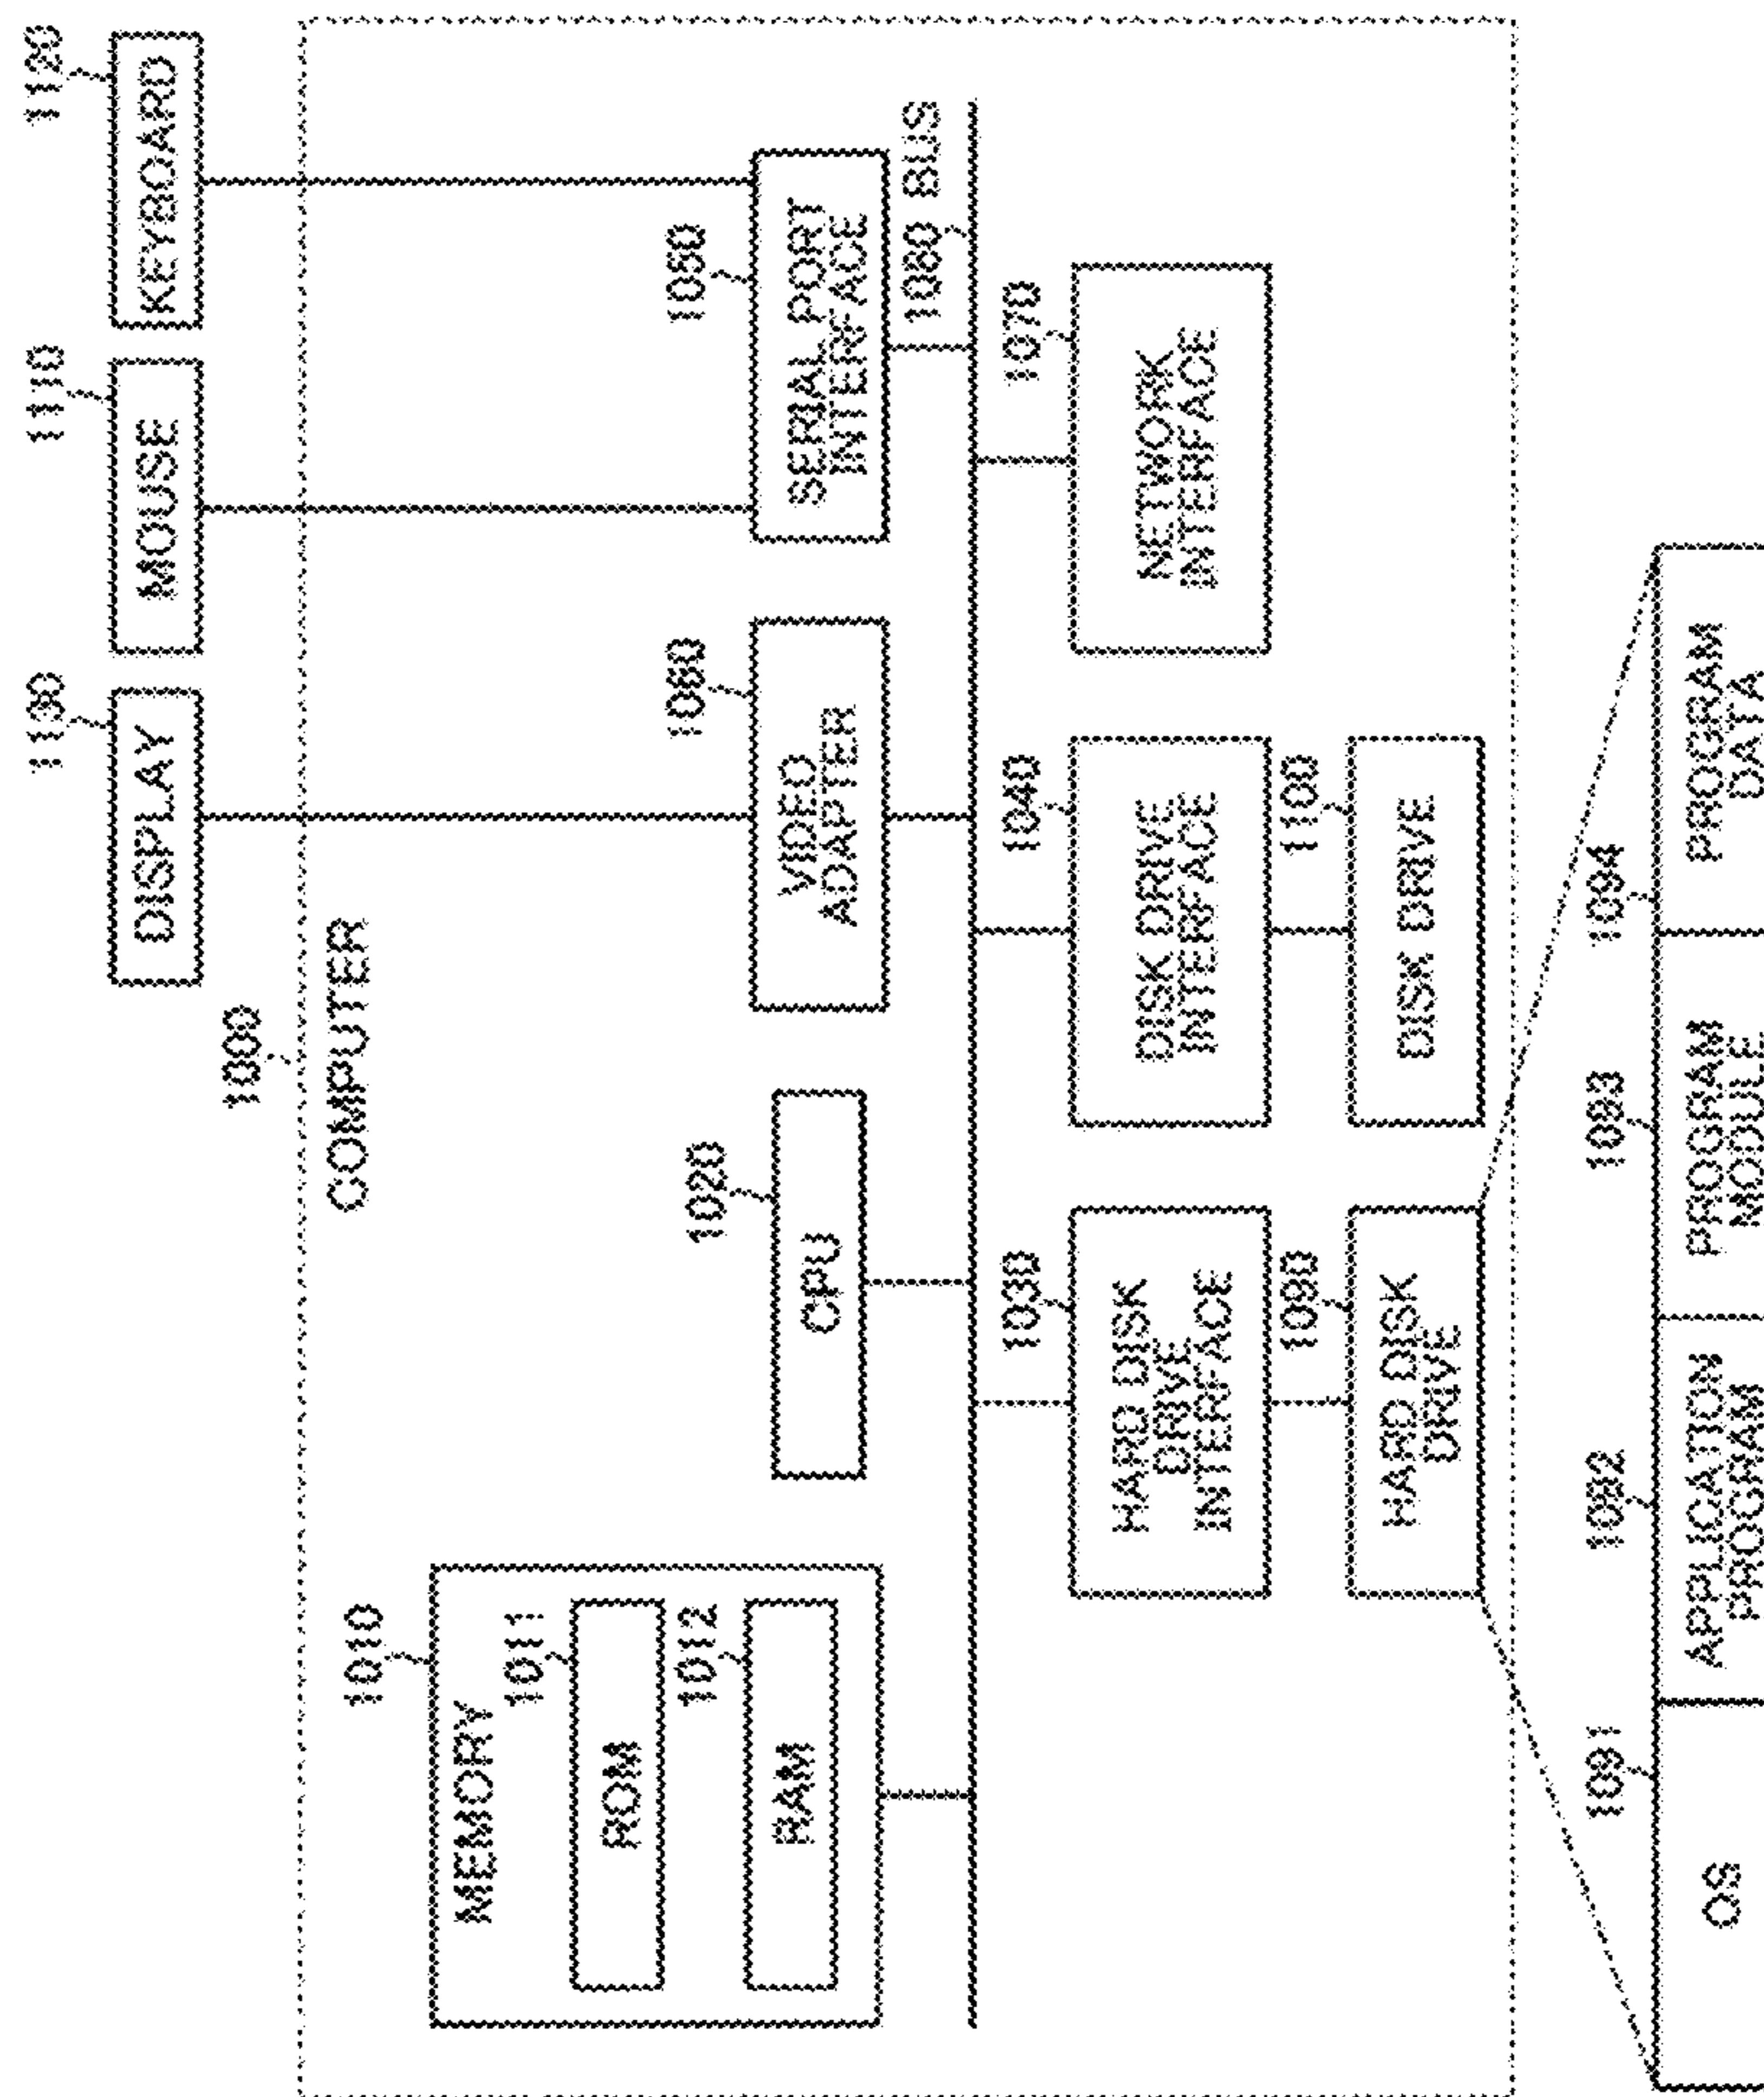 1130
1110
1120
DISPLAY
MOUSE
KEYBOARD
1000
COMPUTER
1010
MEMORY
1011
ROM
1012
RAM
1020
CPU
1060
VIDEO
ADAPTER
1050
SERIAL PORT
INTERFACE
1080 BUS
1030
HARD DISK
DRIVE
INTERFACE
1040
DISK DRIVE
INTERFACE
1070
NETWORK
INTERFACE
1090
HARD DISK
DRIVE
1100
DISK DRIVE
1091
OS
1092
APPLICATION
PROGRAM
1093
PROGRAM
MODULE
1094
PROGRAM
DATA